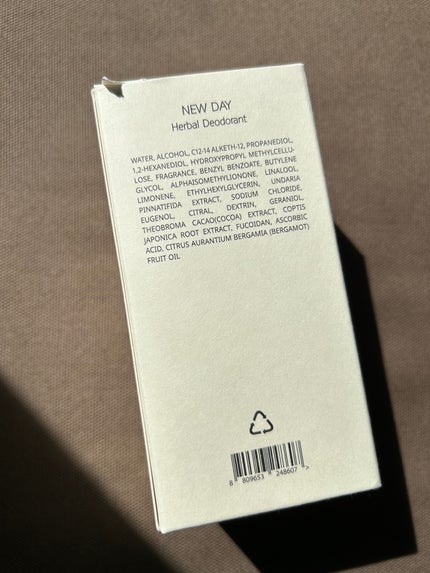 NEW DAY
Herbal Deodorant
WATER, ALCOHOL, C12-14 ALKETH-12, PROPANEDIOL,
1,2-HEXANEDIOL, HYDROXYPROPYL METHYLCELLU-
LOSE, FRAGRANCE, BENZYL BENZOATE, BUTYLENE
GLYCOL, ALPHAISOMETHYLIONONE, LINALOOL,
LIMONENE, ETHYLHEXYLGLYCERIN, UNDARIA
PINNATIFIDA EXTRACT, SODIUM CHLORIDE,
EUGENOL, CITRAL, DEXTRIN, GERANIOL,
THEOBROMA CACAO(COCOA) EXTRACT, COPTIS
JAPONICA ROOT EXTRACT, FUCOIDAN, ASCORBIC
ACID, CITRUS AURANTIUM BERGAMIA (BERGAMOT)
FRUIT OIL
8 809653 248607 >